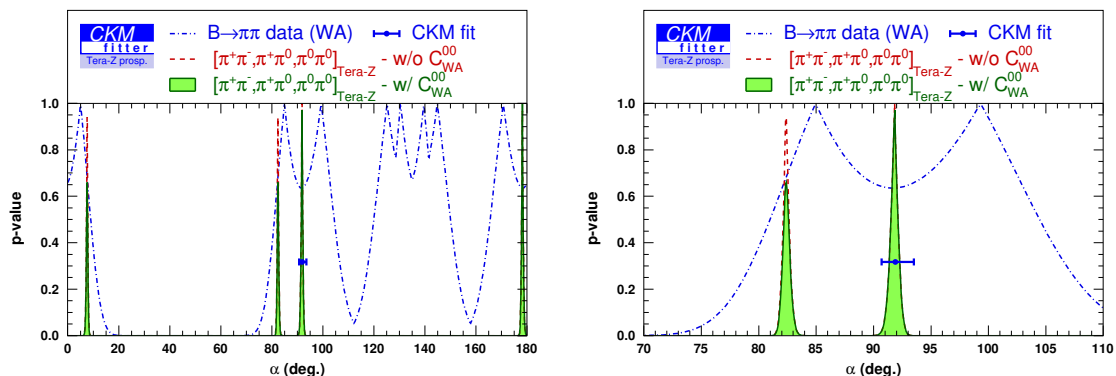 CKM
fitter
Tera-Z prosp.
B→ππ data (WA)
CKM fit
[π⁺π⁻,π⁺π⁰,π⁰π⁰]Tera-Z - w/o C⁰⁰WA
[π⁺π⁻,π⁺π⁰,π⁰π⁰]Tera-Z - w/ C⁰⁰WA
p-value
1.0
0.8
0.6
0.4
0.2
0.0
0 20 40 60 80 100 120 140 160 180
α (deg.)
CKM
fitter
Tera-Z prosp.
B→ππ data (WA)
CKM fit
[π⁺π⁻,π⁺π⁰,π⁰π⁰]Tera-Z - w/o C⁰⁰WA
[π⁺π⁻,π⁺π⁰,π⁰π⁰]Tera-Z - w/ C⁰⁰WA
p-value
1.0
0.8
0.6
0.4
0.2
0.0
70 75 80 85 90 95 100 105 110
α (deg.)